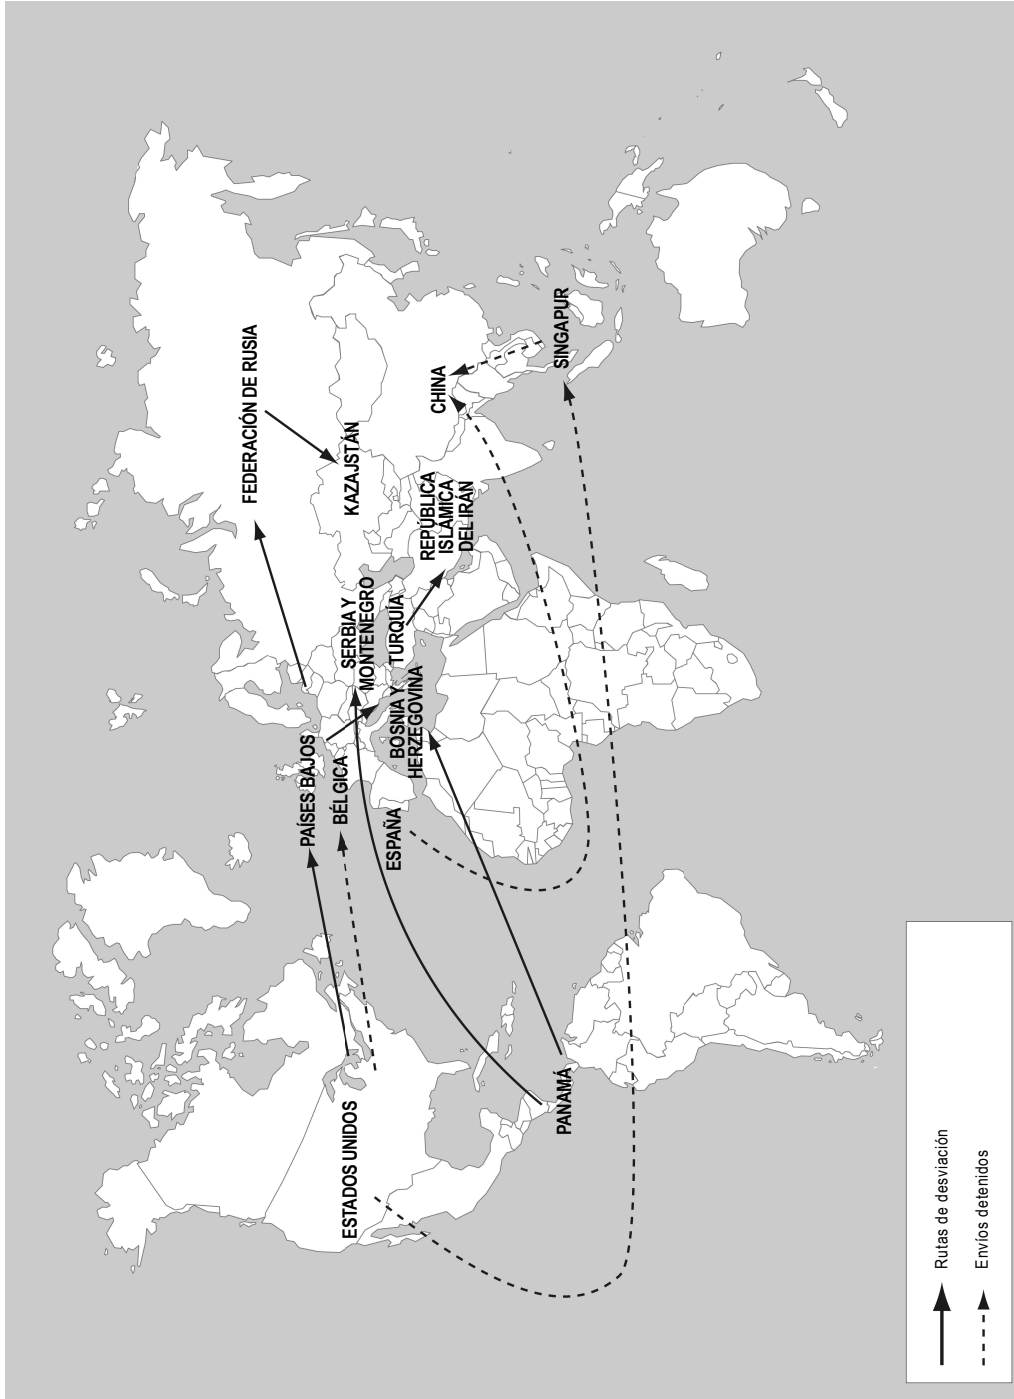 FEDERACIÓN DE RUSIA
KAZAJSTÁN
CHINA
SINGAPUR
REPÚBLICA
ISLÁMICA
DEL IRÁN
SERBIA Y
MONTENEGRO
TURQUÍA
BOSNIA Y
HERZEGOVINA
PAÍSES BAJOS
BÉLGICA
ESPAÑA
ESTADOS UNIDOS
PANAMÁ
Rutas de desviación
Envíos detenidos